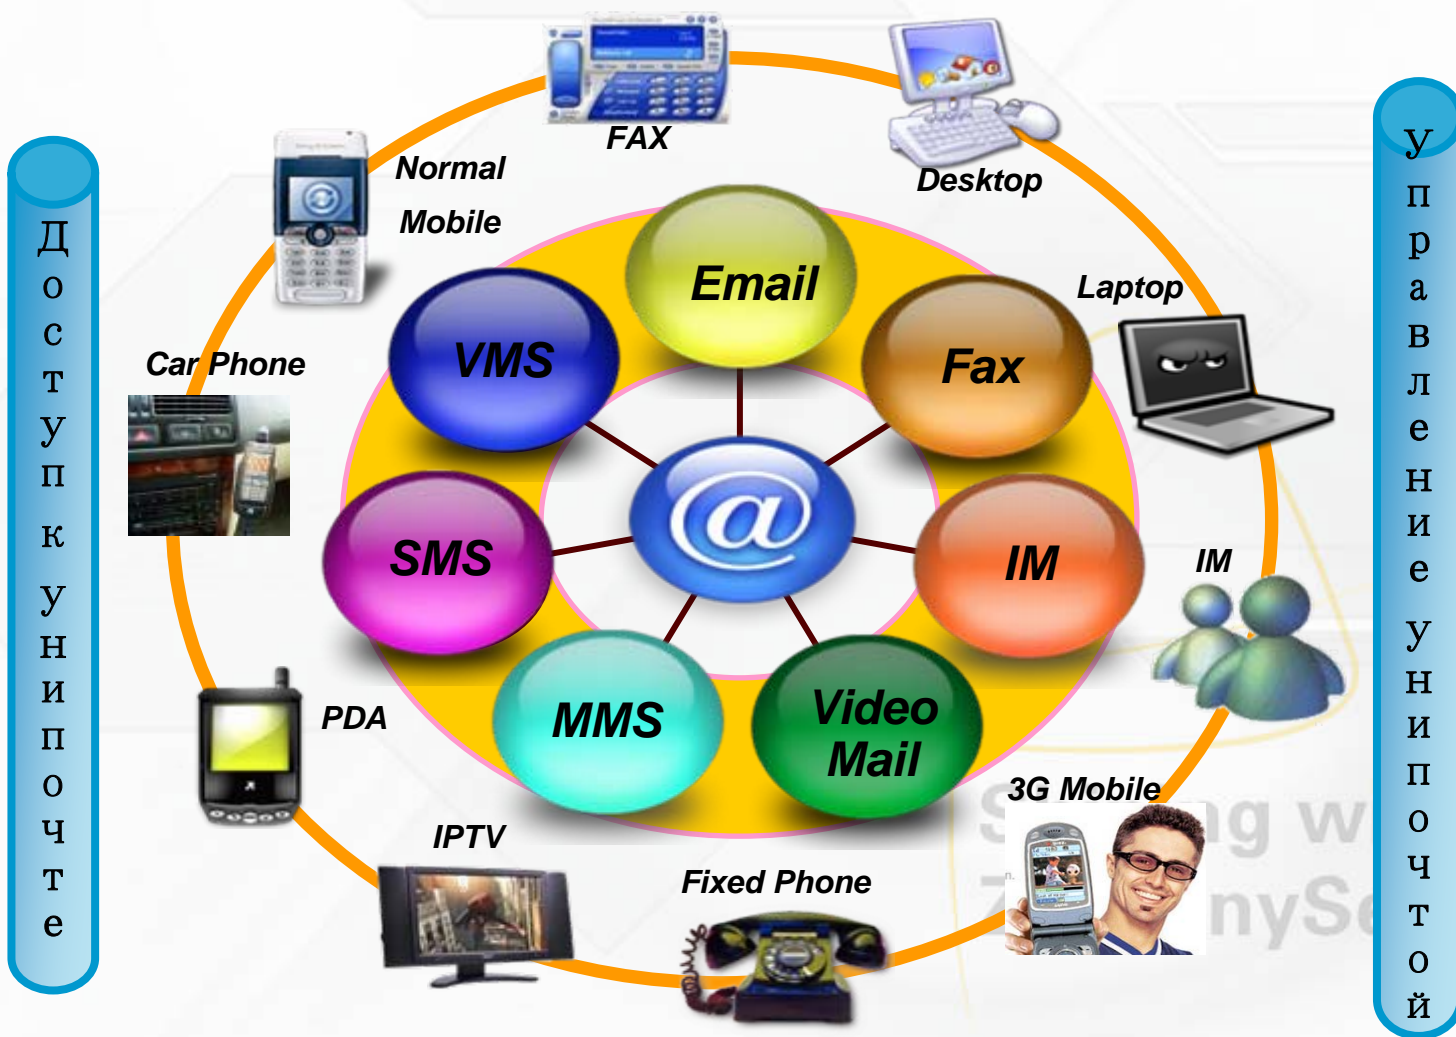 FAX
Desktop
Normal
Mobile
Laptop
Car Phone
IM
PDA
3G Mobile
IPTV
Fixed Phone
Email
VMS
Fax
@
SMS
IM
MMS
Video
Mail
Доступ к унипочте
Управление унипочтой